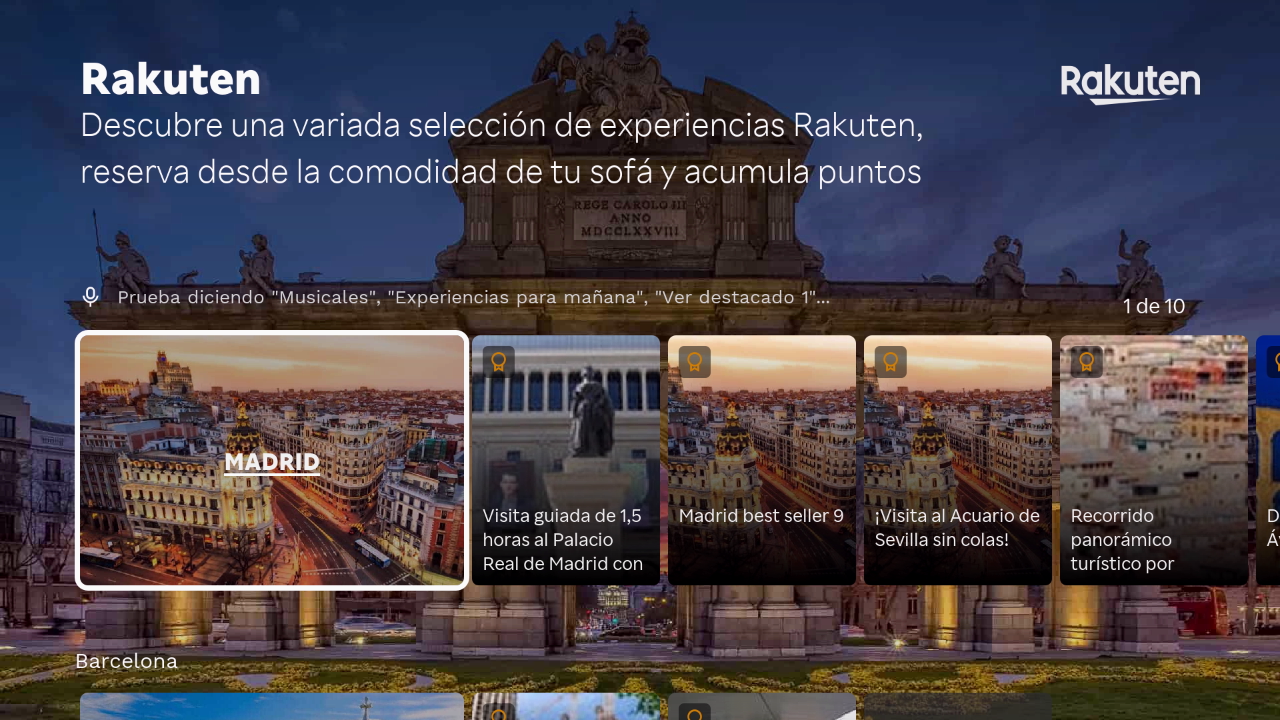 Rakuten
Rakuten
Descubre una variada selección de experiencias Rakuten,
reserva desde la comodidad de tu sofá y acumula puntos
REGE CAROLO III
ANNO
MDCCLXXVIII
Prueba diciendo "Musicales", "Experiencias para mañana", "Ver destacado 1"...
1 de 10
MADRID
Visita guiada de 1,5
horas al Palacio
Real de Madrid con
Madrid best seller 9
¡Visita al Acuario de
Sevilla sin colas!
Recorrido
panorámico
turístico por
Barcelona